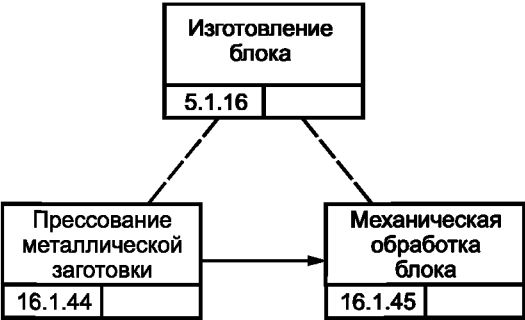 Изготовление
блока
5.1.16
Прессование
металлической
заготовки
16.1.44
Механическая
обработка
блока
16.1.45